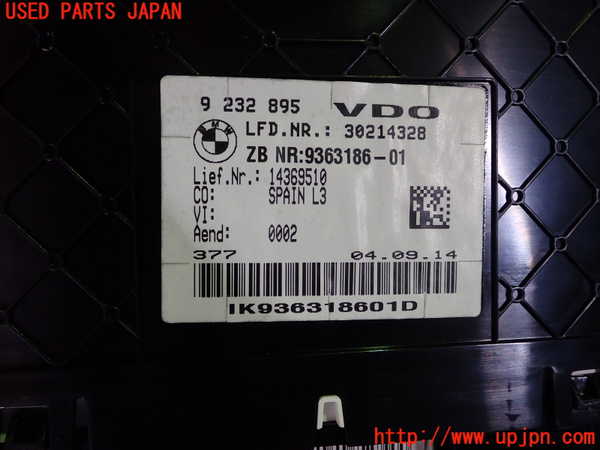 USED PARTS JAPAN
9 232 895 VDO
BMW
LFD.NR.: 30214328
ZB NR:9363186-01
Lief.Nr.: 14369510
CO: SPAIN L3
VI:
Aend: 0002
377 04.09.14
IK936318601D
http://www.upjpn.com/